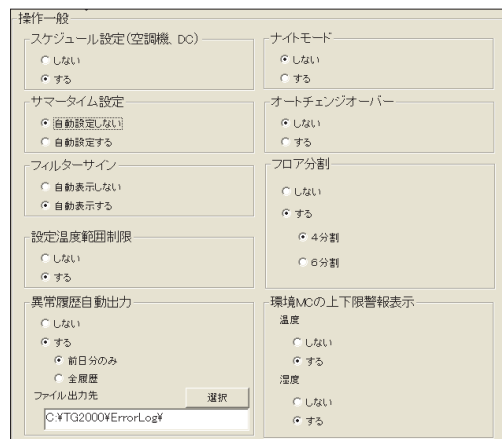 操作一般
スケジュール設定(空調機、DC)
しない
する
サマータイム設定
自動設定しない
自動設定する
フィルターサイン
自動表示しない
自動表示する
設定温度範囲制限
しない
する
異常履歴自動出力
しない
する
前日分のみ
全履歴
ファイル出力先
選択
C:¥TG2000¥ErrorLog¥
ナイトモード
しない
する
オートチェンジオーバー
しない
する
フロア分割
しない
する
4分割
6分割
環境MCの上下限警報表示
温度
しない
する
湿度
しない
する